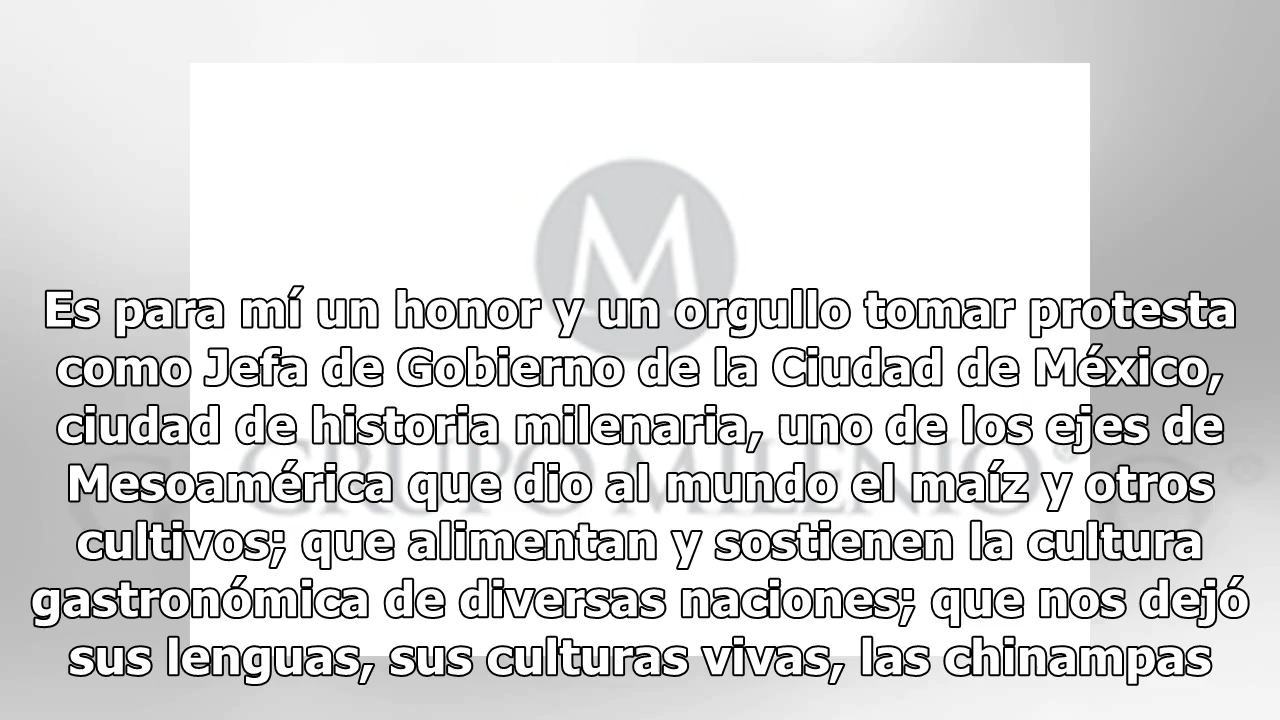 M
Es para mí un honor y un orgullo tomar protesta
como Jefa de Gobierno de la Ciudad de México,
ciudad de historia milenaria, uno de los ejes de
GRUPO MILENIO
Mesoamérica que dio al mundo el maíz y otros
cultivos; que alimentan y sostienen la cultura
gastronómica de diversas naciones; que nos dejó
sus lenguas, sus culturas vivas, las chinampas